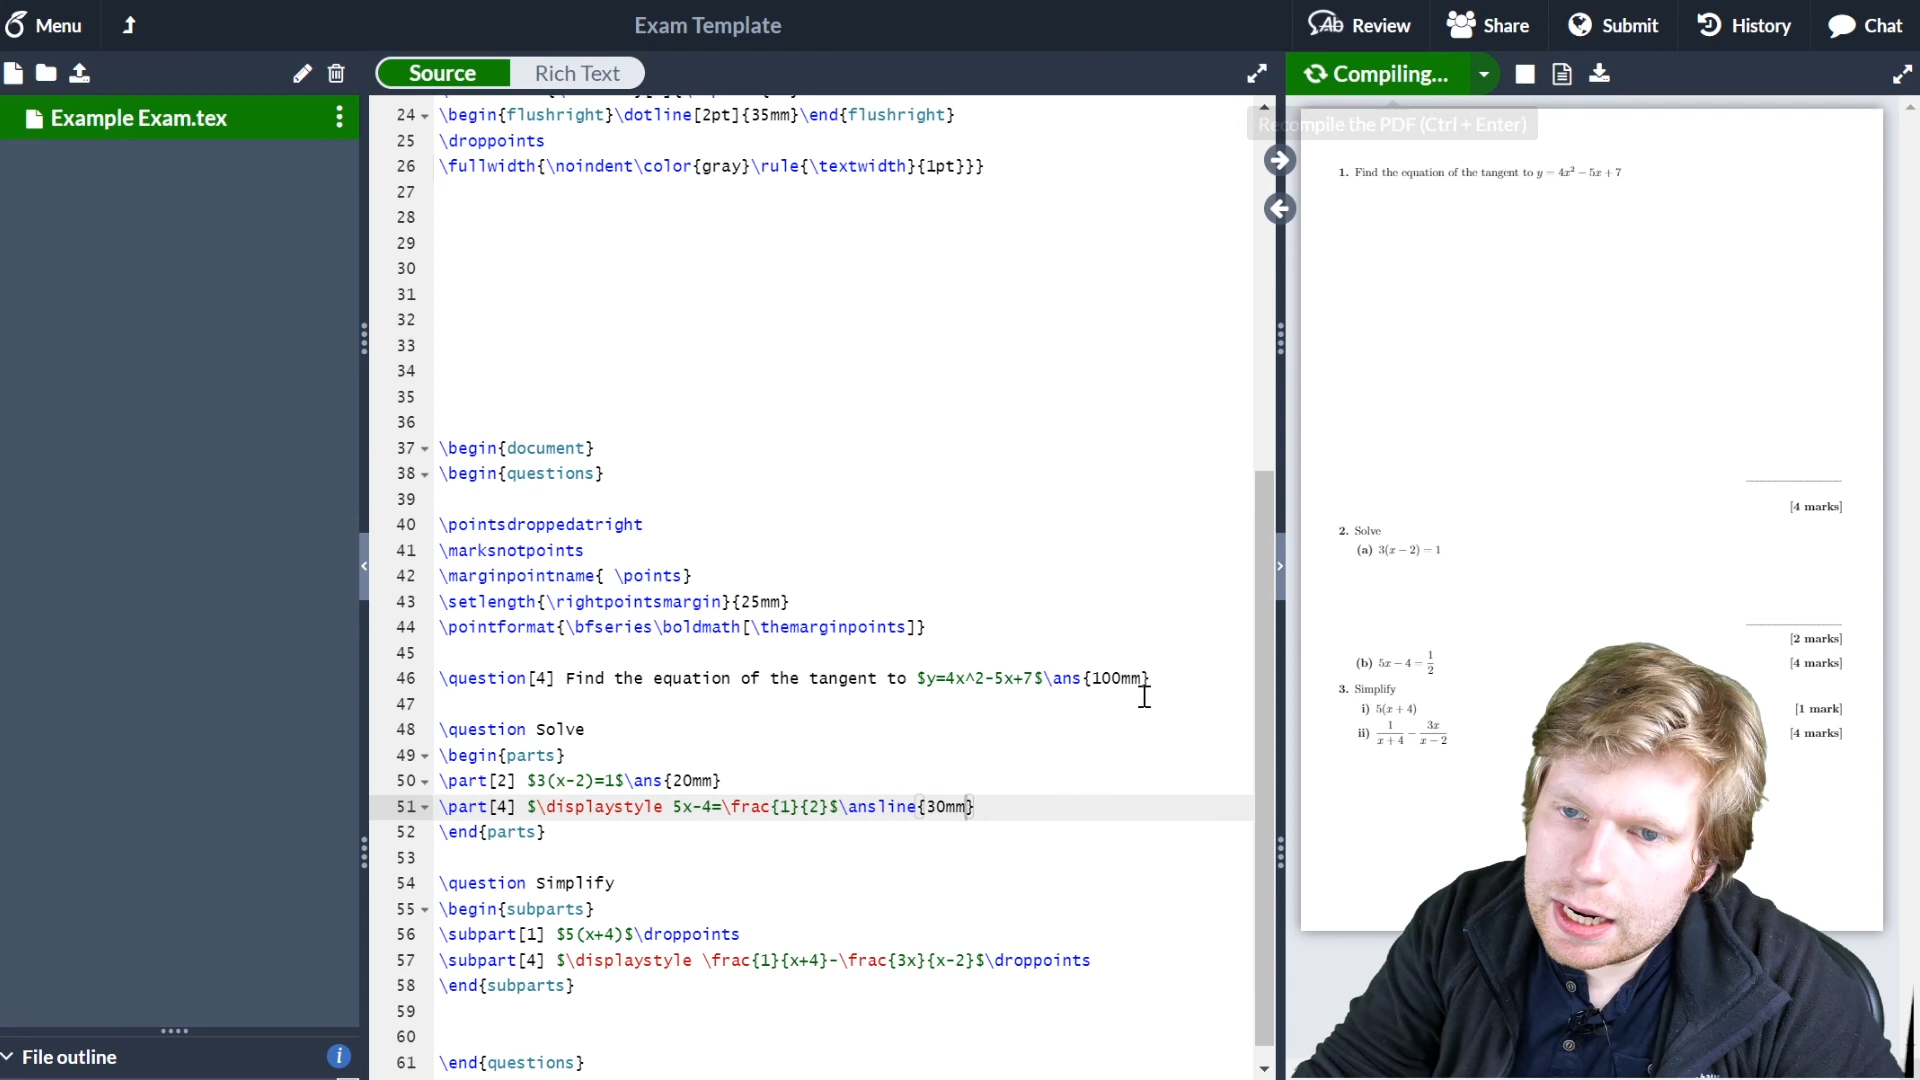 Menu
Exam Template
Review
Share
Submit
History
Chat
Source
Rich Text
Compiling...
Example Exam.tex
Recompile the PDF (Ctrl + Enter)
24 \begin{flushright}\dotline[2pt]{35mm}\end{flushright}
25 \droppoints
26 \fullwidth{\noindent\color{gray}\rule{\textwidth}{1pt}}}
27
28
29
30
31
32
33
34
35
36
37 \begin{document}
38 \begin{questions}
39
40 \pointsdroppedatright
41 \marksnotpoints
42 \marginpointname{ \points}
43 \setlength{\rightpointsmargin}{25mm}
44 \pointformat{\bfseries\boldmath[\themarginpoints]}
45
46 \question[4] Find the equation of the tangent to $y=4x^2-5x+7$\ans{100mm}
47
48 \question Solve
49 \begin{parts}
50 \part[2] $3(x-2)=1$\ans{20mm}
51 \part[4] $\displaystyle 5x-4=\frac{1}{2}$\ansline{30mm}
52 \end{parts}
53
54 \question Simplify
55 \begin{subparts}
56 \subpart[1] $5(x+4)$\droppoints
57 \subpart[4] $\displaystyle \frac{1}{x+4}-\frac{3x}{x-2}$\droppoints
58 \end{subparts}
59
60
61 \end{questions}
File outline
1. Find the equation of the tangent to y = 4x² − 5x + 7
[4 marks]
2. Solve
(a) 3(x − 2) = 1
[2 marks]
(b) 5x − 4 = 1/2 [4 marks]
3. Simplify
i) 5(x + 4) [1 mark]
ii) 1/(x + 4) − 3x/(x − 2) [4 marks]